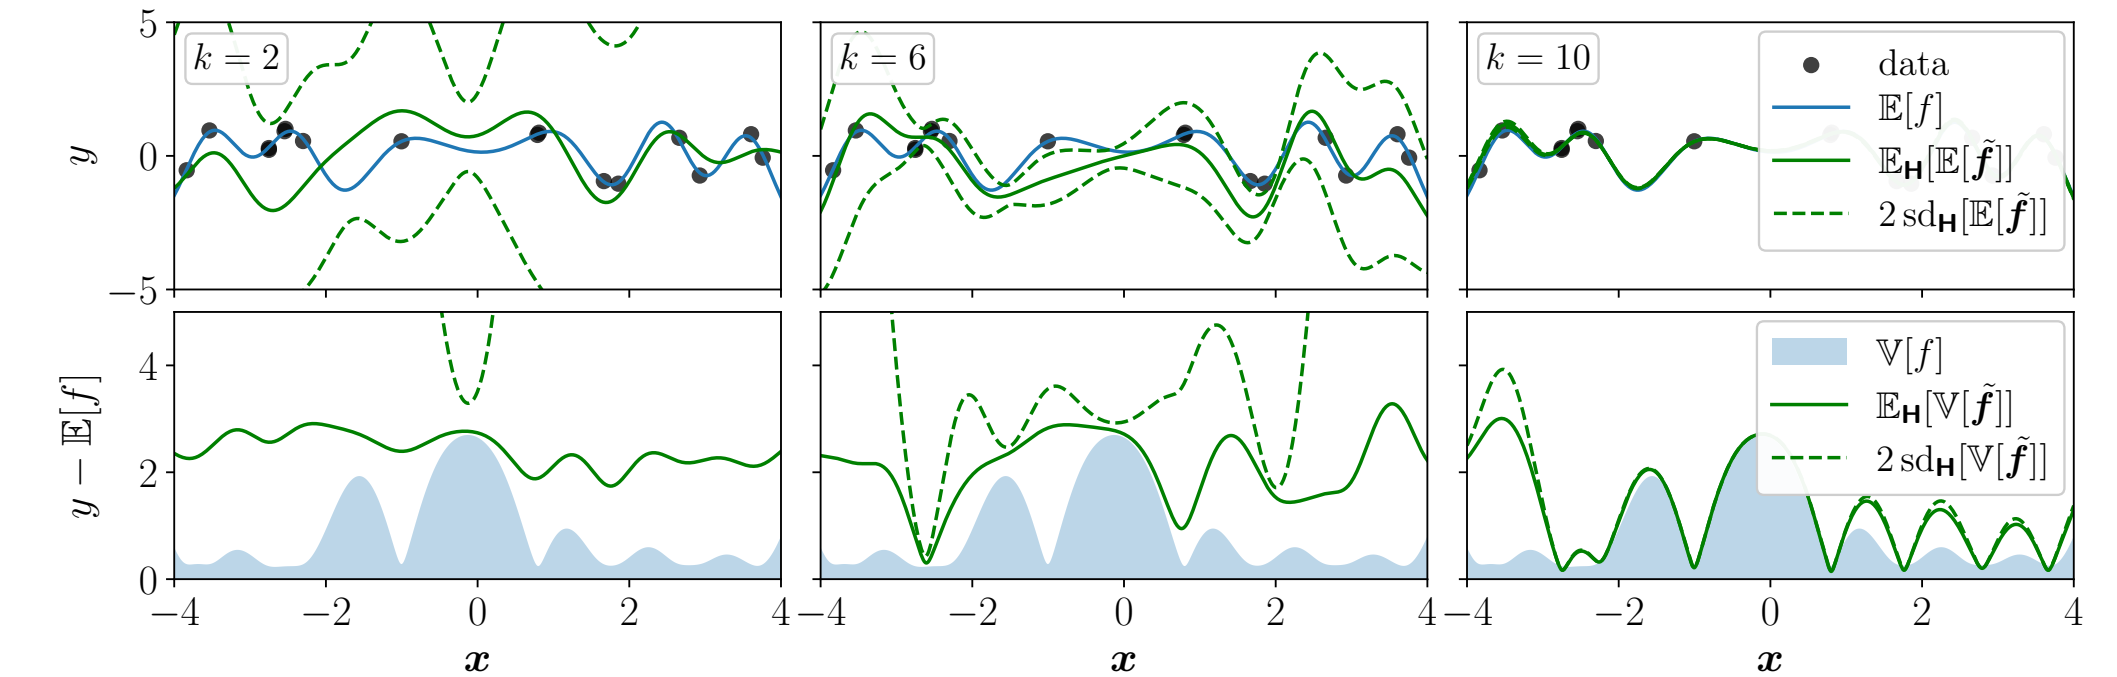 5
0
−5
y
k = 2
k = 6
k = 10
data
𝔼[f]
𝔼_𝗛[𝔼[f̃]]
2 sd_𝗛[𝔼[f̃]]
4
2
0
y − 𝔼[f]
𝕍[f]
𝔼_𝗛[𝕍[f̃]]
2 sd_𝗛[𝕍[f̃]]
−4 −2 0 2 4
−4 −2 0 2 4
−4 −2 0 2 4
x
x
x